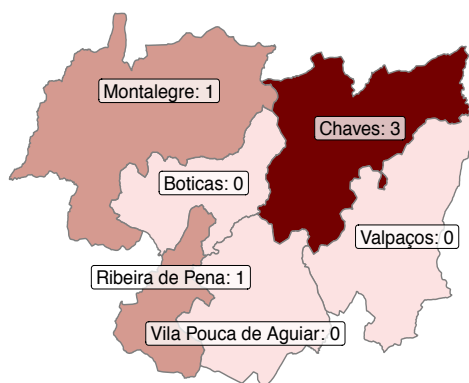 Montalegre: 1
Chaves: 3
Boticas: 0
Valpaços: 0
Ribeira de Pena: 1
Vila Pouca de Aguiar: 0